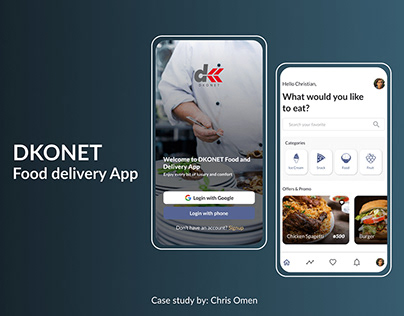 DKONET
Food delivery App
dk
DKONET
Welcome to DKONET Food and
Delivery App
Enjoy every bit of luxury and comfort
Login with Google
Login with phone
Don't have an account? Signup
Hello Christian,
What would you like
to eat?
Search your favorite
Categories
Ice Cream
Snack
Food
Fruit
Offers & Promo
Chicken Spagetti
₦500
Burger
Case study by: Chris Omen